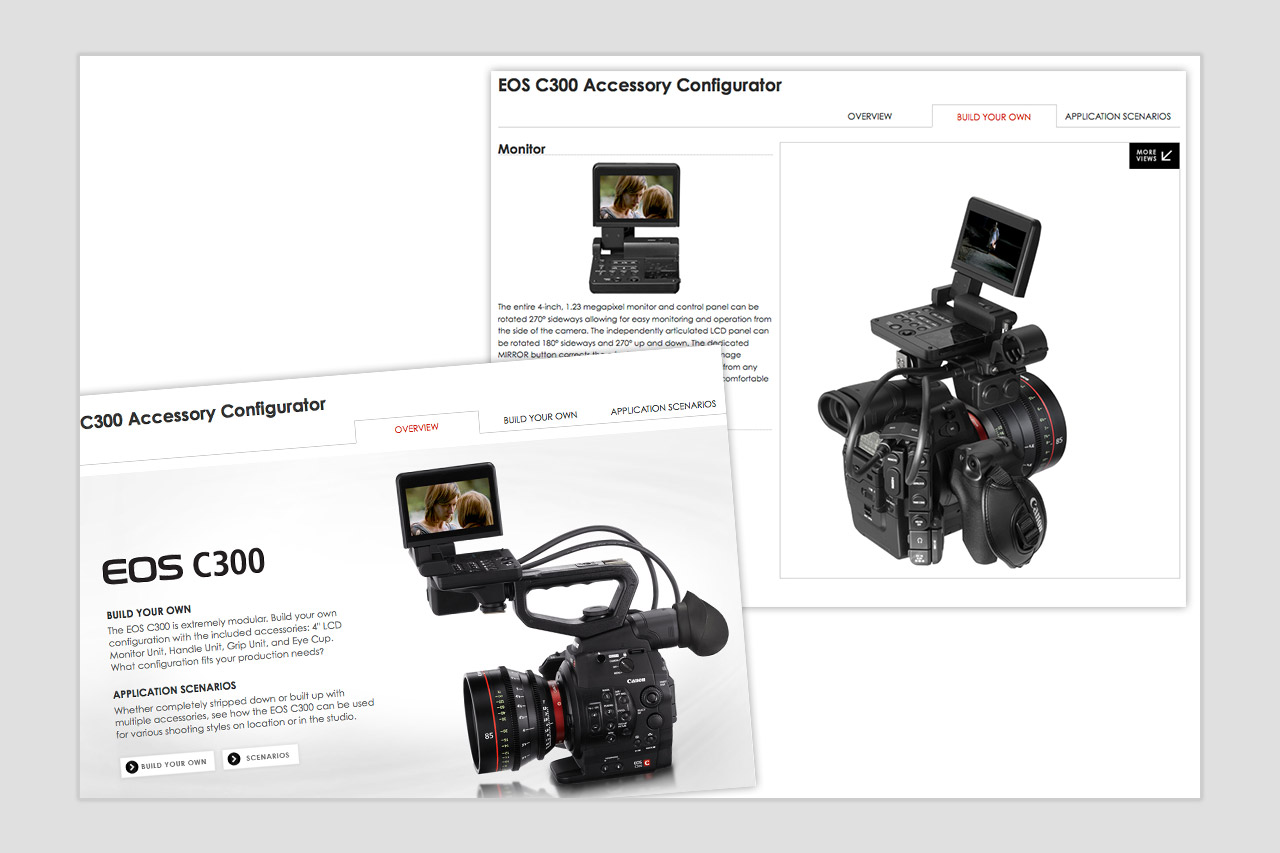 EOS C300 Accessory Configurator
OVERVIEW
BUILD YOUR OWN
APPLICATION SCENARIOS
Monitor
MORE
VIEWS
The entire 4-inch, 1.23 megapixel monitor and control panel can be
rotated 270° sideways allowing for easy monitoring and operation from
the side of the camera. The independently articulated LCD panel can
be rotated 180° sideways and 270° up and down. The dedicated
MIRROR button corrects the
from any
comfortable
85
Canon
C300 Accessory Configurator
OVERVIEW
BUILD YOUR OWN
APPLICATION SCENARIOS
EOS C300
BUILD YOUR OWN
The EOS C300 is extremely modular. Build your own
configuration with the included accessories: 4" LCD
Monitor Unit, Handle Unit, Grip Unit, and Eye Cup.
What configuration fits your production needs?
APPLICATION SCENARIOS
Whether completely stripped down or built up with
multiple accessories, see how the EOS C300 can be used
for various shooting styles on location or in the studio.
BUILD YOUR OWN
SCENARIOS
Canon
85
EOS C